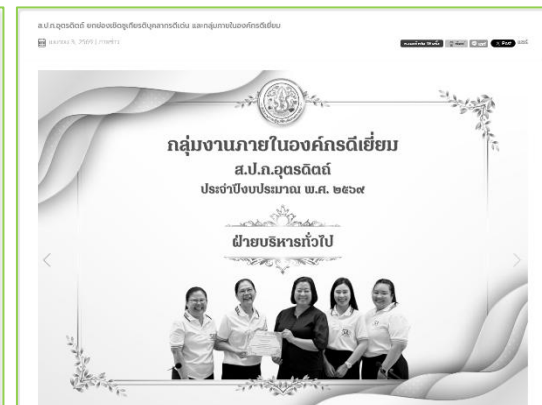 ส.ป.ก.อุตรดิตถ์ ยกย่องเชิดชูเกียรติบุคลากรดีเด่น และกลุ่มภายในองค์กรดีเยี่ยม
กลุ่มงานภายในองค์กรดีเยี่ยม
ส.ป.ก.อุตรดิตถ์
ประจำปีงบประมาณ พ.ศ. ๒๕๖๙
ฝ่ายบริหารทั่วไป